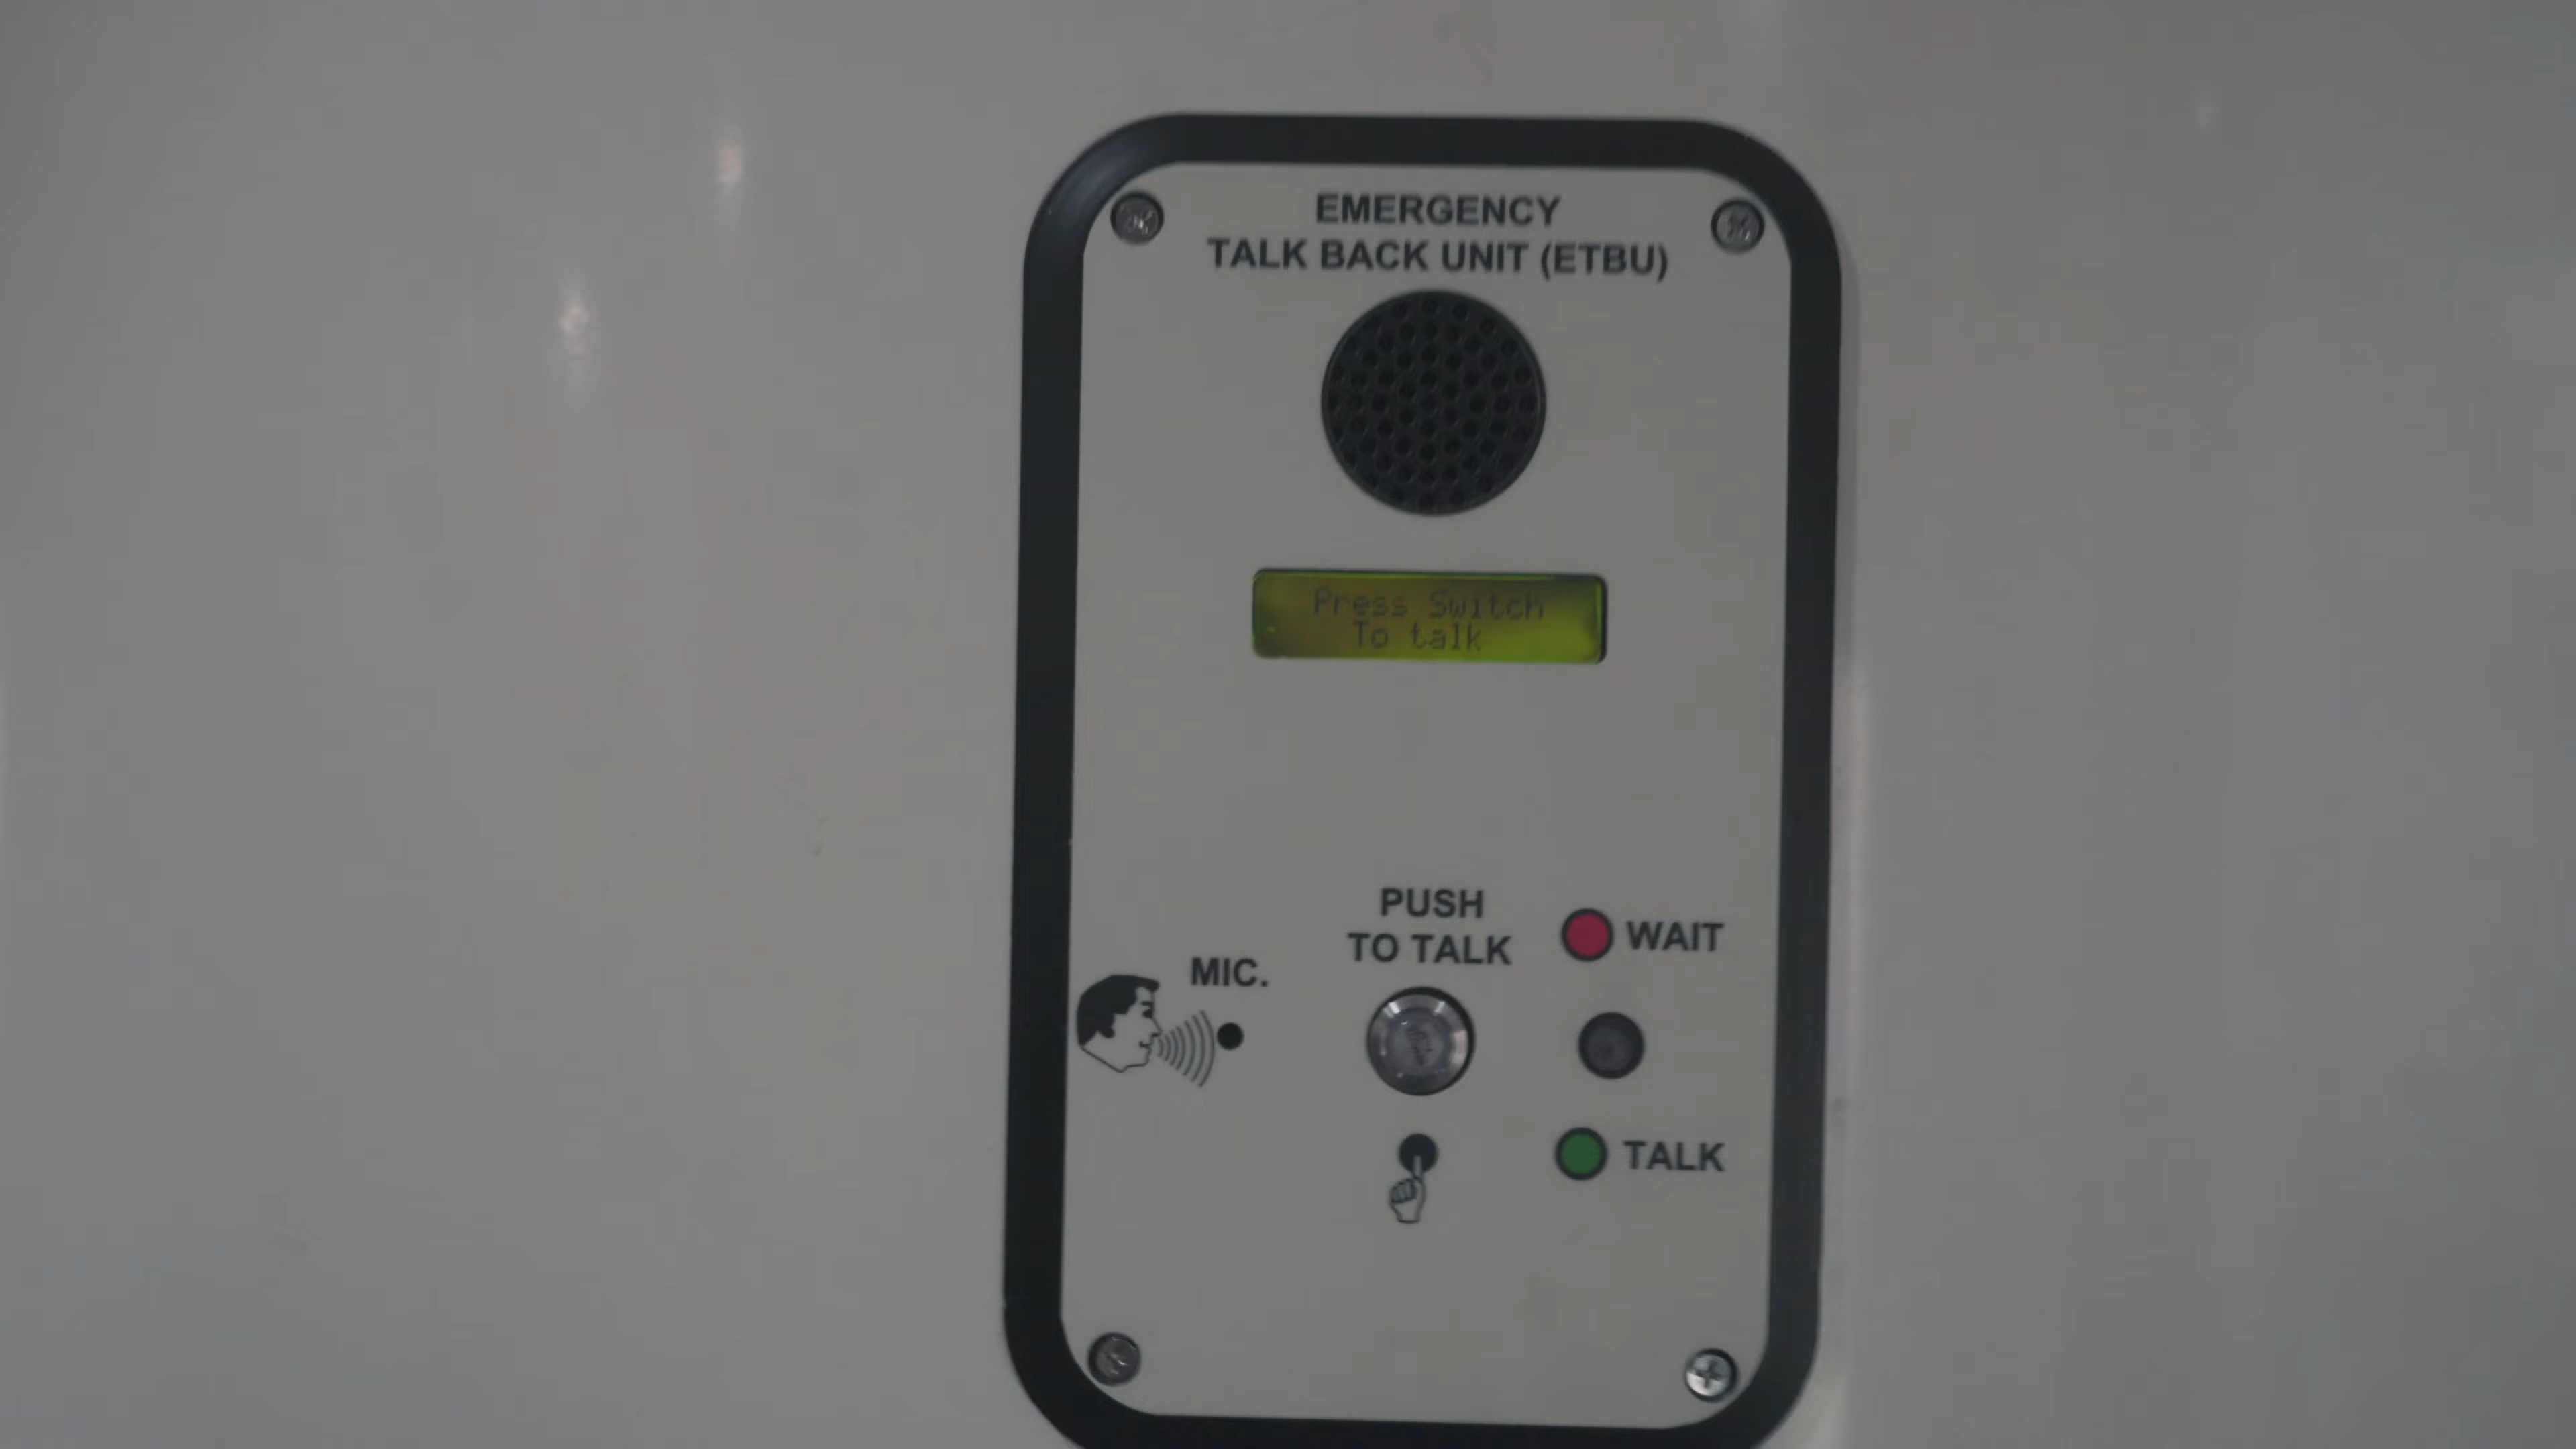 EMERGENCY
TALK BACK UNIT (ETBU)
Press Switch
To talk
PUSH
TO TALK
WAIT
MIC.
TALK